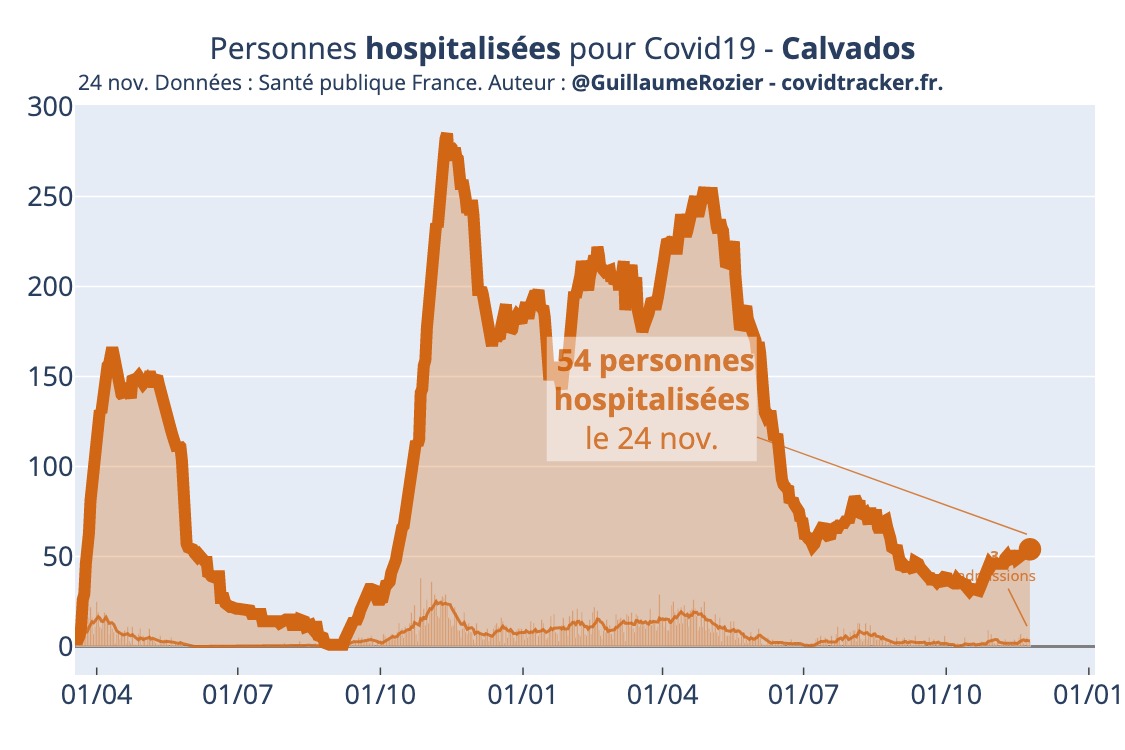 Personnes hospitalisées pour Covid19 - Calvados
24 nov. Données : Santé publique France. Auteur : @GuillaumeRozier - covidtracker.fr.
300
250
200
150
100
50
0
54 personnes
hospitalisées
le 24 nov.
admissions
01/04 01/07 01/10 01/01 01/04 01/07 01/10 01/01